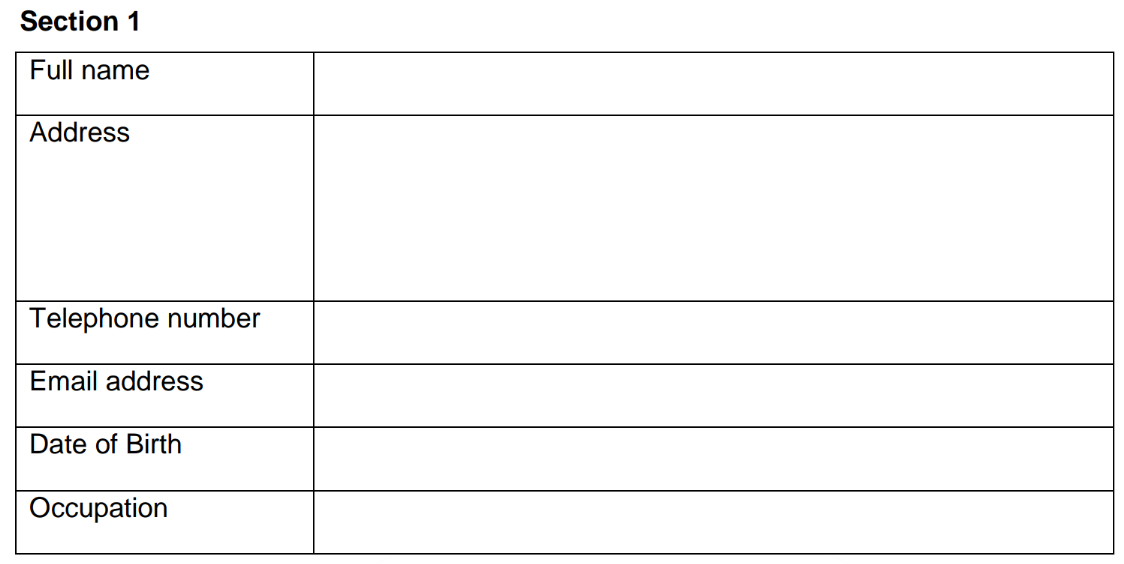 Section 1
Full name
Address
Telephone number
Email address
Date of Birth
Occupation